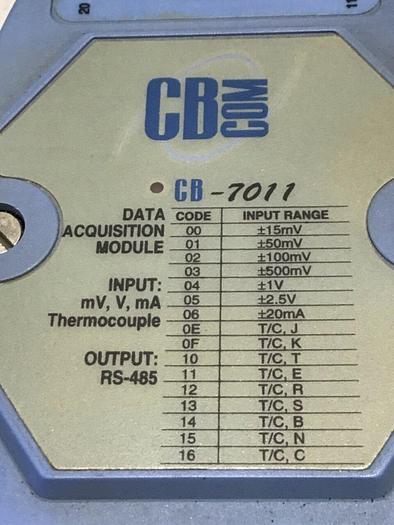 20
11
CB COM
CB -7011
DATA ACQUISITION MODULE
INPUT:
mV, V, mA
Thermocouple
OUTPUT:
RS-485
CODE INPUT RANGE
00 ±15mV
01 ±50mV
02 ±100mV
03 ±500mV
04 ±1V
05 ±2.5V
06 ±20mA
0E T/C, J
0F T/C, K
10 T/C, T
11 T/C, E
12 T/C, R
13 T/C, S
14 T/C, B
15 T/C, N
16 T/C, C